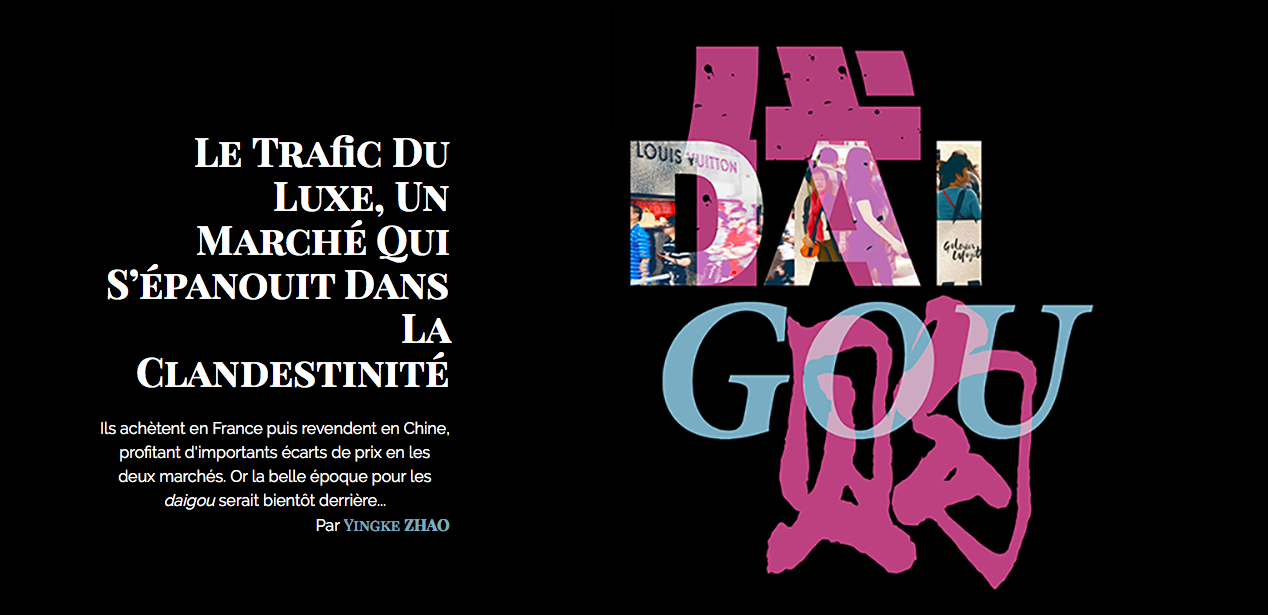 Le Trafic Du
Luxe, Un
Marché Qui
S’épanouit Dans
La
Clandestinité
Ils achètent en France puis revendent en Chine,
profitant d'importants écarts de prix en les
deux marchés. Or la belle époque pour les
daigou serait bientôt derrière...
Par Yingke ZHAO
代
LOUIS VUITTON
DAI
Galeries
Lafayette
GOU
购